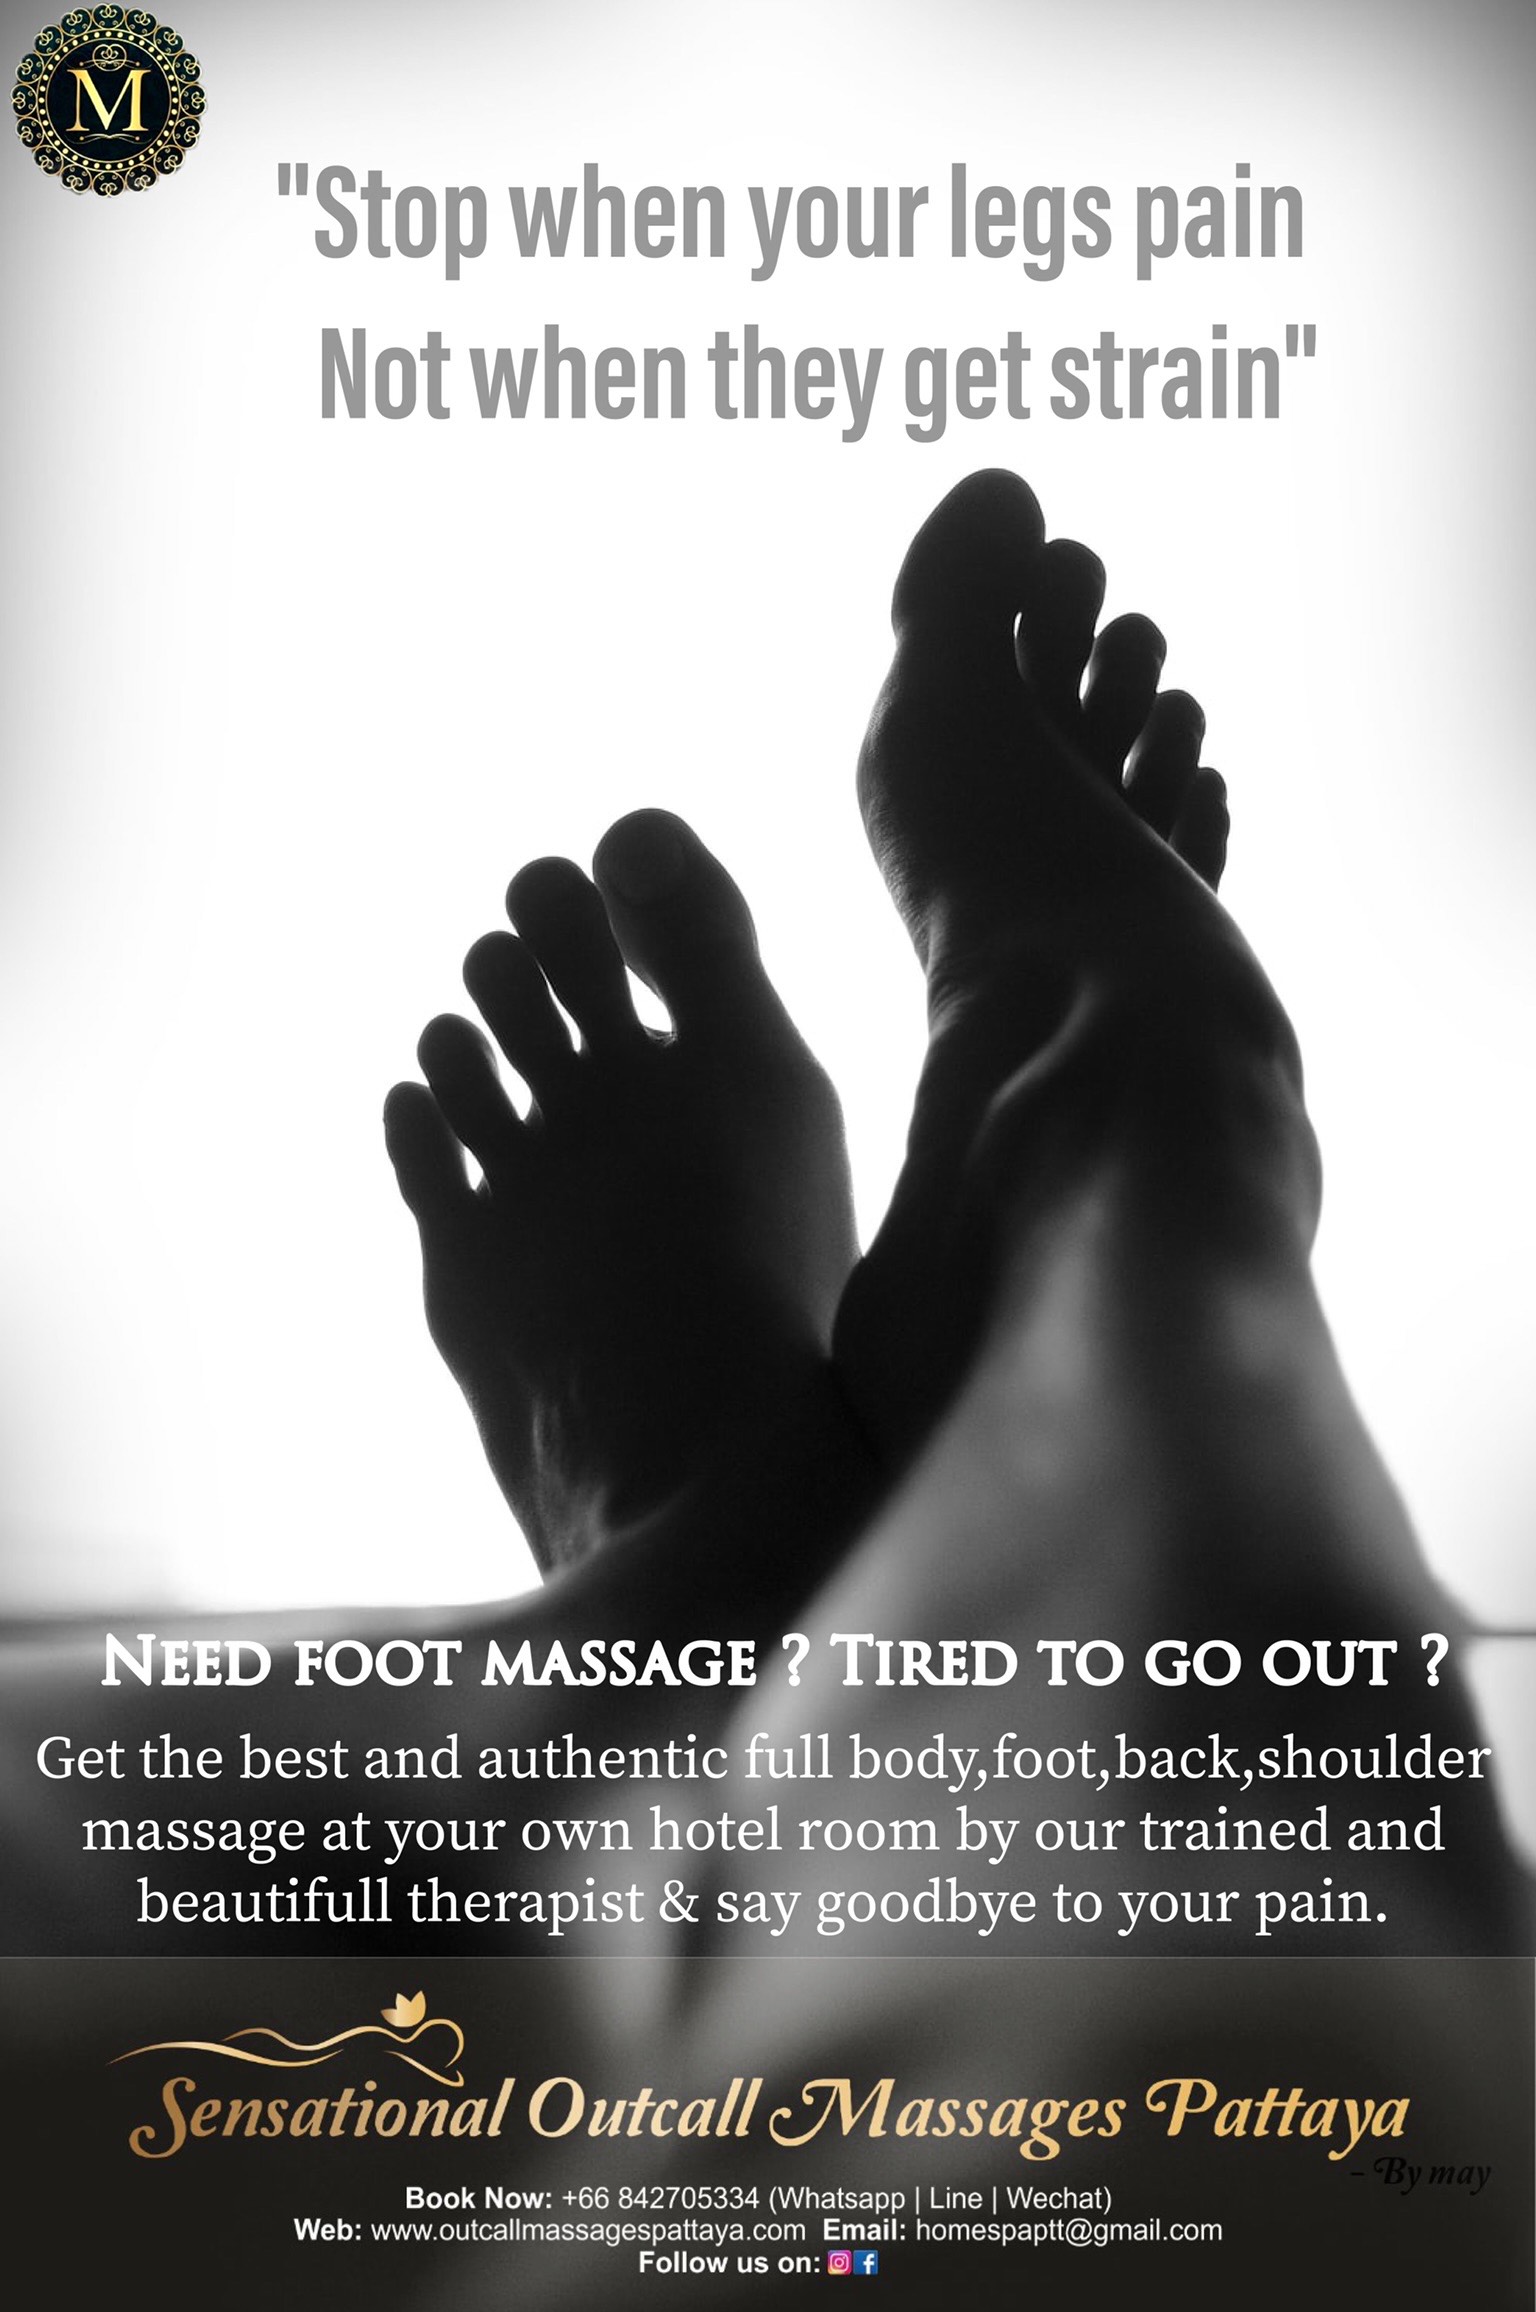 M
"Stop when your legs pain
Not when they get strain"
NEED FOOT MASSAGE ? TIRED TO GO OUT ?
Get the best and authentic full body,foot,back,shoulder
massage at your own hotel room by our trained and
beautifull therapist & say goodbye to your pain.
Sensational Outcall Massages Pattaya
- By may
Book Now: +66 842705334 (Whatsapp | Line | Wechat)
Web: www.outcallmassagespattaya.com Email: homespaptt@gmail.com
Follow us on: